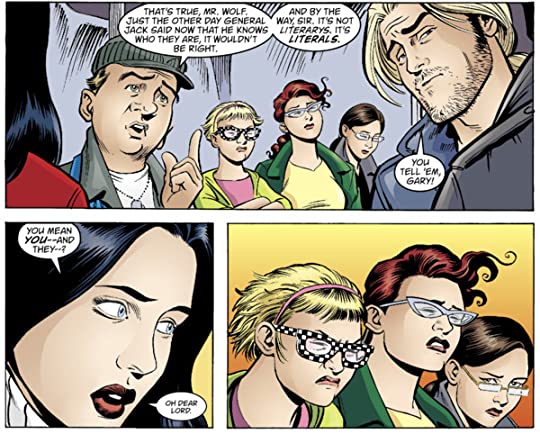 THAT'S TRUE, MR. WOLF.
JUST THE OTHER DAY GENERAL
JACK SAID NOW THAT HE KNOWS
WHO THEY ARE, IT WOULDN'T
BE RIGHT.
AND BY THE
WAY, SIR. IT'S NOT
LITERARYS. IT'S
LITERALS.
YOU
TELL 'EM,
GARY!
YOU MEAN
YOU--AND
THEY--?
OH DEAR
LORD.